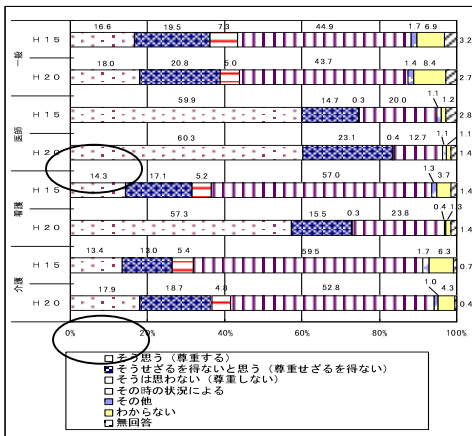 16.6 19.5 7.3 44.9 1.7 6.9
一般 H15 3.2
18.0 20.8 5.0 43.7 1.4 8.4
H20 2.7
59.9 14.7 0.3 20.0 1.1 1.2
医師 H15 2.8
60.3 23.1 0.4 12.7 1.1 1.1
H20 1.4
14.3 17.1 5.2 57.0 1.3 3.7
看護 H15 1.4
57.3 15.5 0.3 23.8 0.4 1.3
H20 1.4
13.4 13.0 5.4 59.5 1.7 6.3
介護 H15 0.7
17.9 18.7 4.8 52.8 1.0 4.3
H20 0.4
0% 20% 40% 60% 80% 100%
そう思う（尊重する）
そうせざるを得ないと思う（尊重せざるを得ない）
そうは思わない（尊重しない）
その時の状況による
その他
わからない
無回答